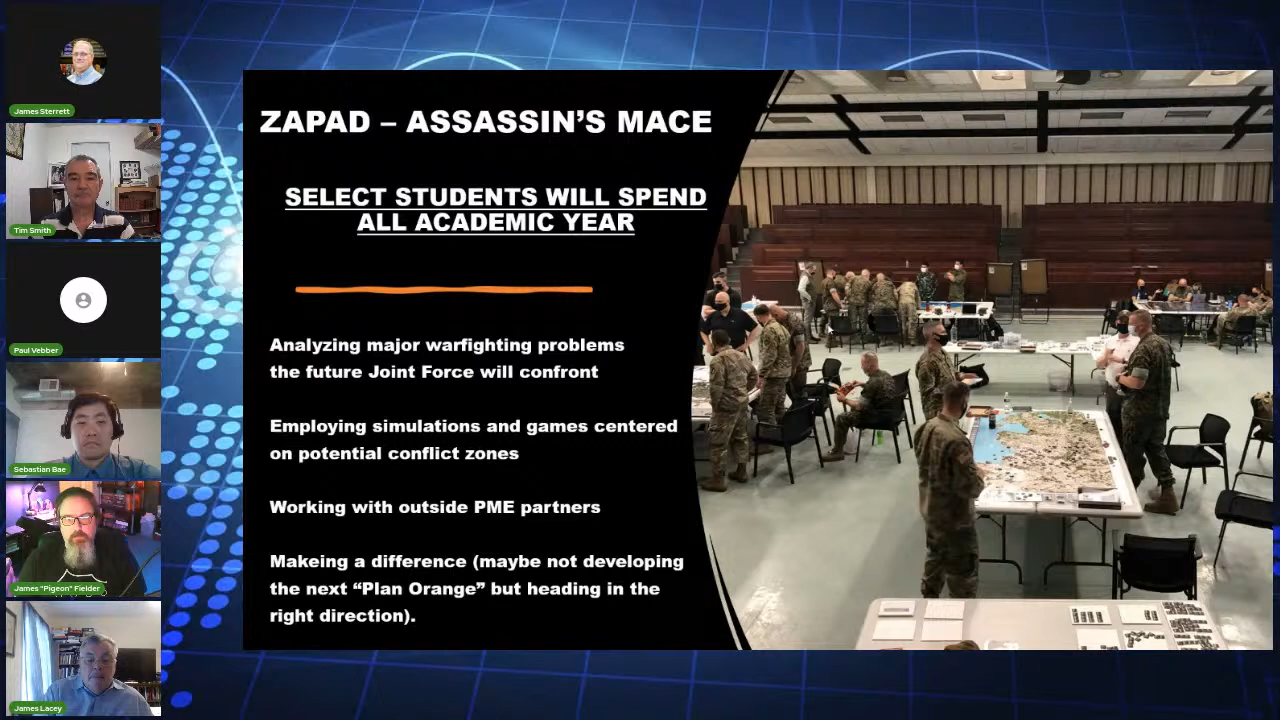 James Sterrett
Tim Smith
Paul Vebber
Sebastian Bae
James "Pigeon" Fielder
James Lacey
ZAPAD – ASSASSIN'S MACE
SELECT STUDENTS WILL SPEND
ALL ACADEMIC YEAR
Analyzing major warfighting problems
the future Joint Force will confront
Employing simulations and games centered
on potential conflict zones
Working with outside PME partners
Makeing a difference (maybe not developing
the next “Plan Orange” but heading in the
right direction).